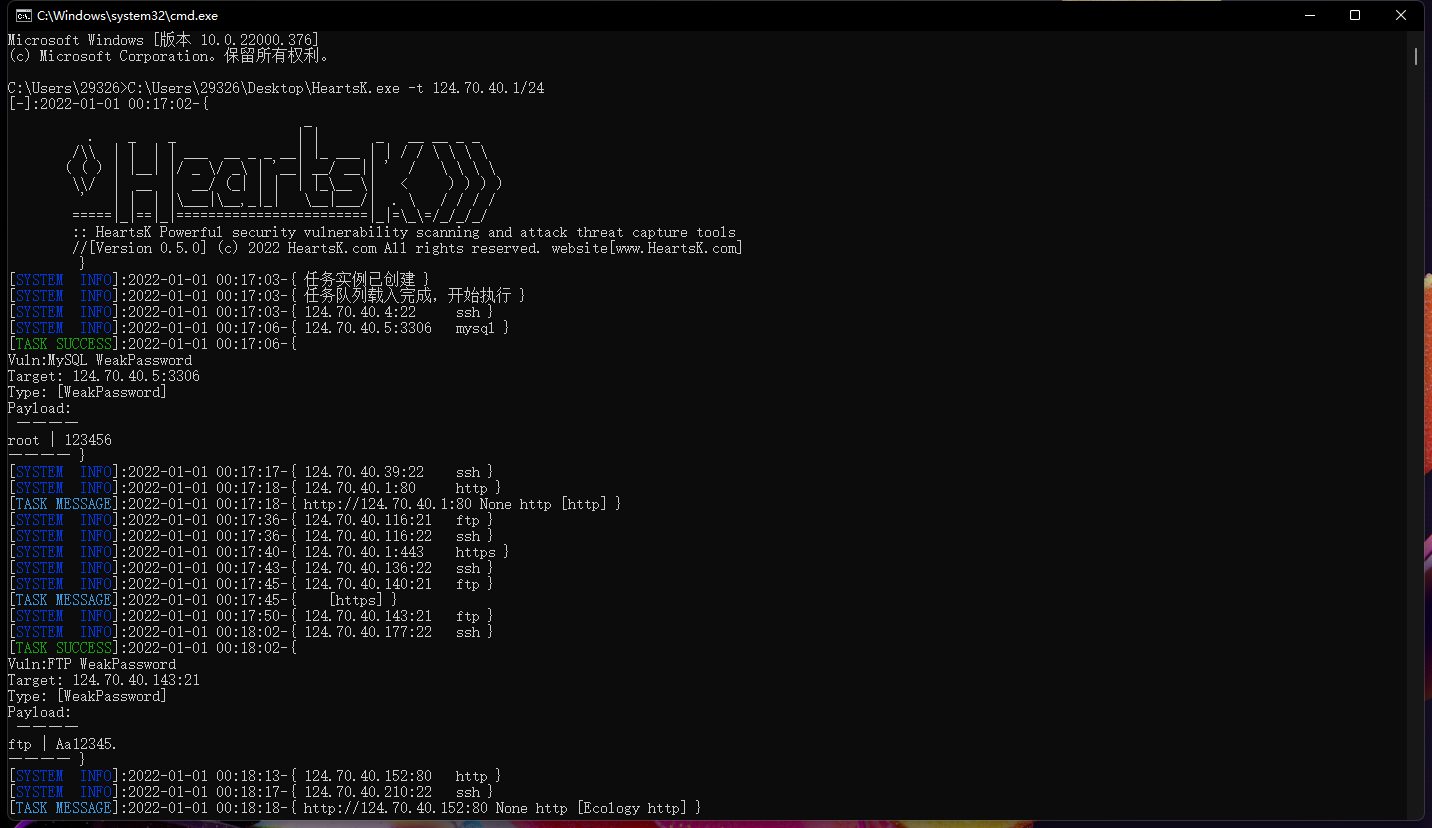 C:\Windows\system32\cmd.exe
Microsoft Windows [版本 10.0.22000.376]
(c) Microsoft Corporation。保留所有权利。
C:\Users\29326>C:\Users\29326\Desktop\HeartsK.exe -t 124.70.40.1/24
[-]:2022-01-01 00:17:02-{
HeartsK
:: HeartsK Powerful security vulnerability scanning and attack threat capture tools
//[Version 0.5.0] (c) 2022 HeartsK.com All rights reserved. website[www.HeartsK.com]
}
[SYSTEM  INFO]:2022-01-01 00:17:03-{ 任务实例已创建 }
[SYSTEM  INFO]:2022-01-01 00:17:03-{ 任务队列载入完成，开始执行 }
[SYSTEM  INFO]:2022-01-01 00:17:03-{ 124.70.40.4:22     ssh }
[SYSTEM  INFO]:2022-01-01 00:17:06-{ 124.70.40.5:3306   mysql }
[TASK SUCCESS]:2022-01-01 00:17:06-{
Vuln:MySQL WeakPassword
Target: 124.70.40.5:3306
Type: [WeakPassword]
Payload:
————
root | 123456
———— }
[SYSTEM  INFO]:2022-01-01 00:17:17-{ 124.70.40.39:22    ssh }
[SYSTEM  INFO]:2022-01-01 00:17:18-{ 124.70.40.1:80     http }
[TASK MESSAGE]:2022-01-01 00:17:18-{ http://124.70.40.1:80 None http [http] }
[SYSTEM  INFO]:2022-01-01 00:17:36-{ 124.70.40.116:21   ftp }
[SYSTEM  INFO]:2022-01-01 00:17:36-{ 124.70.40.116:22   ssh }
[SYSTEM  INFO]:2022-01-01 00:17:40-{ 124.70.40.1:443    https }
[SYSTEM  INFO]:2022-01-01 00:17:43-{ 124.70.40.136:22   ssh }
[SYSTEM  INFO]:2022-01-01 00:17:45-{ 124.70.40.140:21   ftp }
[TASK MESSAGE]:2022-01-01 00:17:45-{    [https] }
[SYSTEM  INFO]:2022-01-01 00:17:50-{ 124.70.40.143:21   ftp }
[SYSTEM  INFO]:2022-01-01 00:18:02-{ 124.70.40.177:22   ssh }
[TASK SUCCESS]:2022-01-01 00:18:02-{
Vuln:FTP WeakPassword
Target: 124.70.40.143:21
Type: [WeakPassword]
Payload:
————
ftp | Aa12345.
———— }
[SYSTEM  INFO]:2022-01-01 00:18:13-{ 124.70.40.152:80   http }
[SYSTEM  INFO]:2022-01-01 00:18:17-{ 124.70.40.210:22   ssh }
[TASK MESSAGE]:2022-01-01 00:18:18-{ http://124.70.40.152:80 None http [Ecology http] }